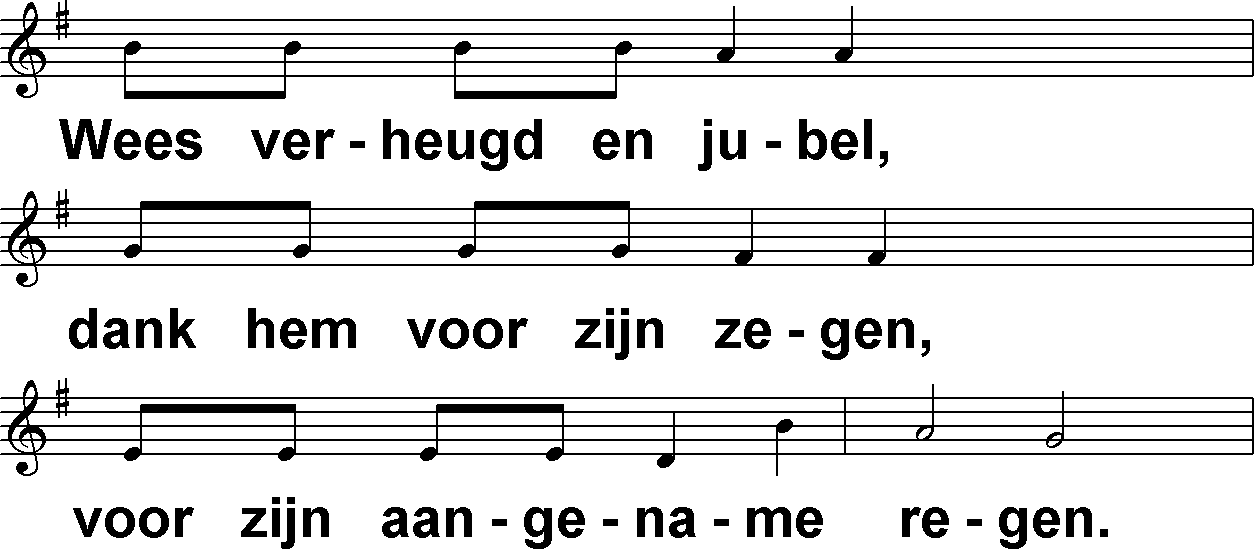 Wees ver - heugd en ju - bel,
dank hem voor zijn ze - gen,
voor zijn aan - ge - na - me re - gen.